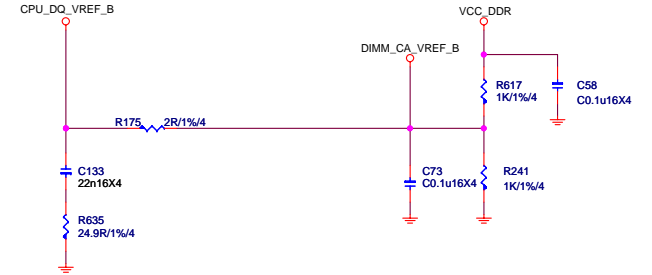 CPU_DQ_VREF_B
VCC_DDR
DIMM_CA_VREF_B
R617
1K/1%/4
C58
C0.1u16X4
R175
2R/1%/4
C133
22n16X4
C73
C0.1u16X4
R241
1K/1%/4
R635
24.9R/1%/4